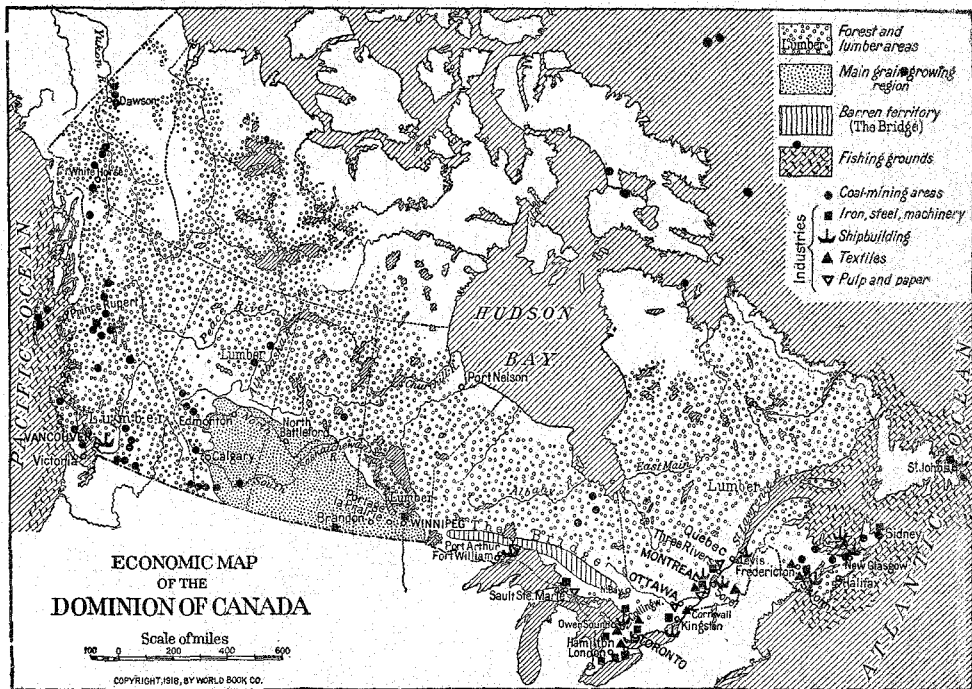 Lumber
Forest and
lumber areas
Main grain growing
region
Barren territory
(The Bridge)
Fishing grounds
Industries
Coal-mining areas
Iron, steel, machinery
Shipbuilding
Textiles
Pulp and paper
Yukon R.
Dawson
White Horse
PACIFIC OCEAN
Prince Rupert
River
Lumber
HUDSON
BAY
Churchill
Port Nelson
Lumber
Edmonton
North
Battleford
VANCOUVER
Victoria
Calgary
Lumber
Brandon
WINNIPEG
Albany
East Main
Lumber
St. Johns
The Bridge
Port Arthur
Fort William
Quebec
Three Rivers
Levis
MONTREAL
OTTAWA
Fredericton
Sidney
New Glasgow
Halifax
Sault Ste. Marie
Cornwall
Kingston
Owen Sound
Hamilton
TORONTO
London
ATLANTIC OCEAN
ECONOMIC MAP
OF THE
DOMINION OF CANADA
Scale of miles
100 0 200 400 600
COPYRIGHT, 1918, BY WORLD BOOK CO.